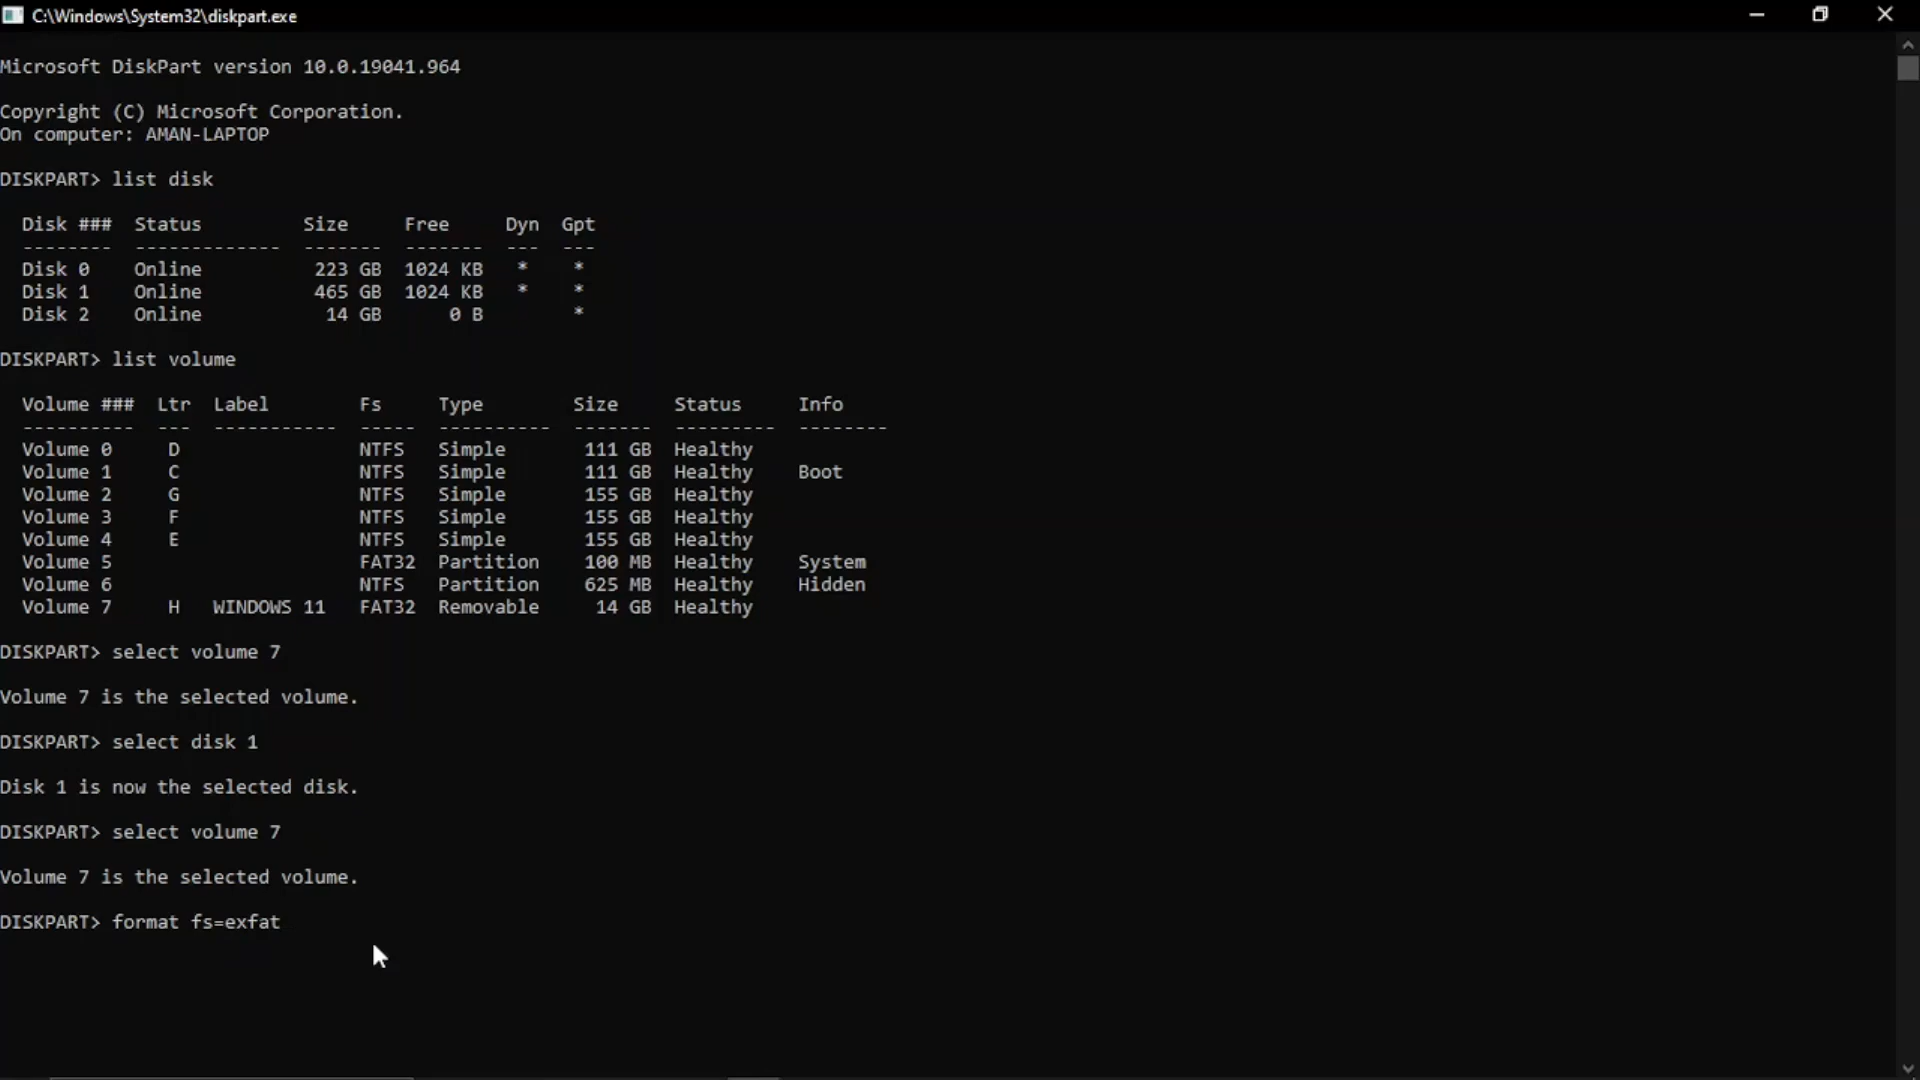 C:\Windows\System32\diskpart.exe
Microsoft DiskPart version 10.0.19041.964
Copyright (C) Microsoft Corporation.
On computer: AMAN-LAPTOP
DISKPART> list disk
  Disk ###  Status         Size     Free     Dyn  Gpt
  --------  -------------  -------  -------  ---  ---
  Disk 0    Online          223 GB  1024 KB   *    *
  Disk 1    Online          465 GB  1024 KB   *    *
  Disk 2    Online           14 GB      0 B        *
DISKPART> list volume
  Volume ###  Ltr  Label        Fs     Type        Size     Status     Info
  ----------  ---  -----------  -----  ----------  -------  ---------  --------
  Volume 0     D                NTFS   Simple       111 GB  Healthy
  Volume 1     C                NTFS   Simple       111 GB  Healthy    Boot
  Volume 2     G                NTFS   Simple       155 GB  Healthy
  Volume 3     F                NTFS   Simple       155 GB  Healthy
  Volume 4     E                NTFS   Simple       155 GB  Healthy
  Volume 5                      FAT32  Partition    100 MB  Healthy    System
  Volume 6                      NTFS   Partition    625 MB  Healthy    Hidden
  Volume 7     H   WINDOWS 11   FAT32  Removable     14 GB  Healthy
DISKPART> select volume 7
Volume 7 is the selected volume.
DISKPART> select disk 1
Disk 1 is now the selected disk.
DISKPART> select volume 7
Volume 7 is the selected volume.
DISKPART> format fs=exfat